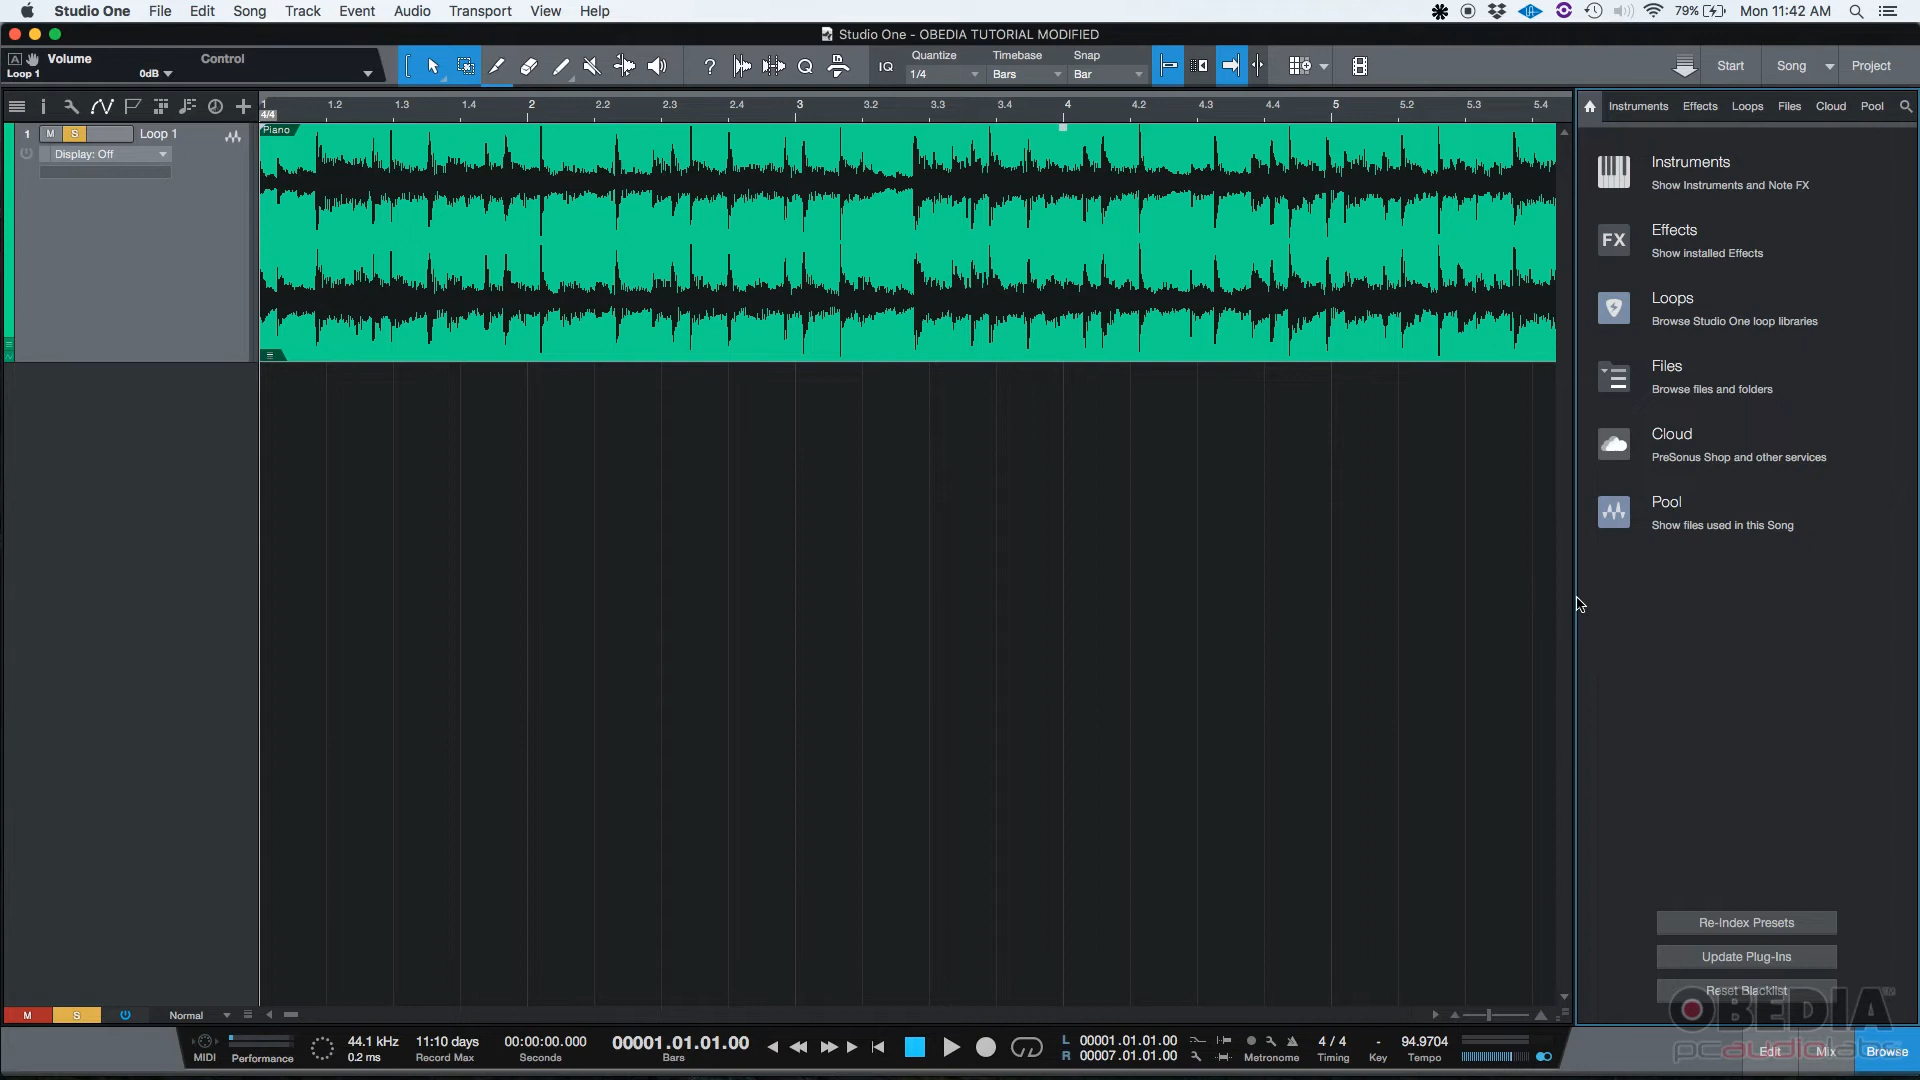 Studio One File Edit Song Track Event Audio Transport View Help 79% Mon 11:42 AM
Studio One - OBEDIA TUTORIAL MODIFIED
A Volume Control
Loop 1 0dB
Quantize Timebase Snap
IQ 1/4 Bars Bar
Start Song Project
1 1.2 1.3 1.4 2 2.2 2.3 2.4 3 3.2 3.3 3.4 4 4.2 4.3 4.4 5 5.2 5.3 5.4
4/4
Instruments Effects Loops Files Cloud Pool
1 M S Loop 1
Display: Off
Piano
Instruments
Show Instruments and Note FX
FX
Effects
Show installed Effects
Loops
Browse Studio One loop libraries
Files
Browse files and folders
Cloud
PreSonus Shop and other services
Pool
Show files used in this Song
Re-Index Presets
Update Plug-Ins
Reset Blacklist
OBEDIA
pcaudiolabs
M S Normal
MIDI Performance
44.1 kHz
0.2 ms
11:10 days
Record Max
00:00:00.000
Seconds
00001.01.01.00
Bars
L 00001.01.01.00
R 00007.01.01.00
Metronome
4 / 4
Timing
-
Key
94.9704
Tempo
Edit Mix Browse